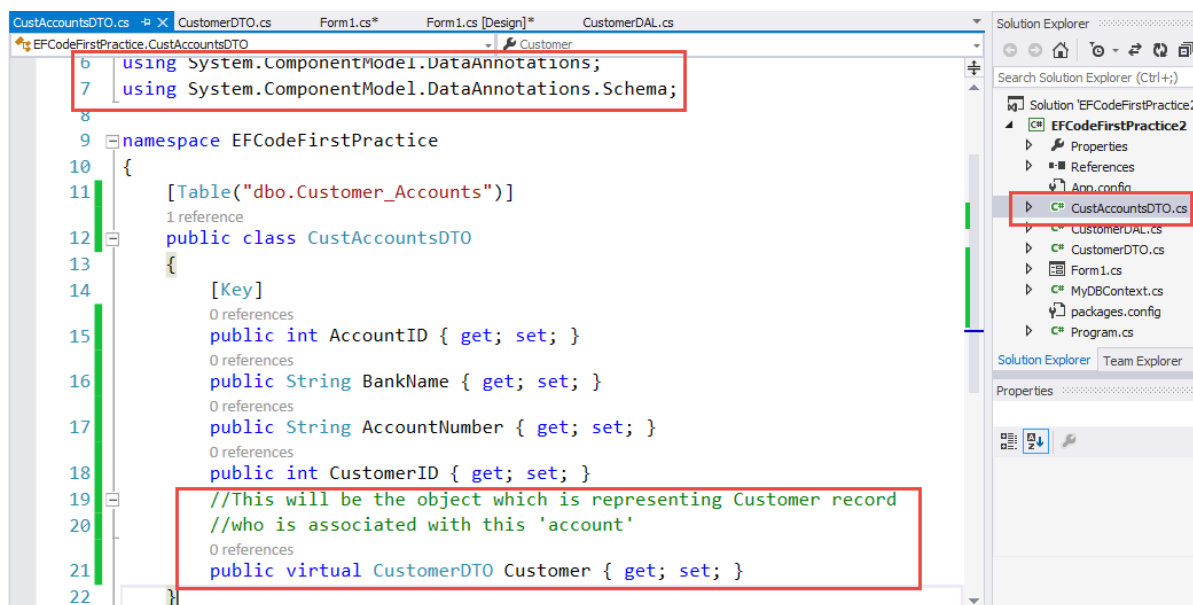 CustAccountsDTO.cs CustomerDTO.cs Form1.cs* Form1.cs [Design]* CustomerDAL.cs
EFCodeFirstPractice.CustAccountsDTO Customer
6 using System.ComponentModel.DataAnnotations;
7 using System.ComponentModel.DataAnnotations.Schema;
8
9 namespace EFCodeFirstPractice
10 {
11 [Table("dbo.Customer_Accounts")]
1 reference
12 public class CustAccountsDTO
13 {
14 [Key]
0 references
15 public int AccountID { get; set; }
0 references
16 public String BankName { get; set; }
0 references
17 public String AccountNumber { get; set; }
0 references
18 public int CustomerID { get; set; }
19 //This will be the object which is representing Customer record
20 //who is associated with this 'account'
0 references
21 public virtual CustomerDTO Customer { get; set; }
22 }
Solution Explorer
Search Solution Explorer (Ctrl+;)
Solution 'EFCodeFirstPractice2
C# EFCodeFirstPractice2
Properties
References
App.config
C# CustAccountsDTO.cs
C# CustomerDAL.cs
C# CustomerDTO.cs
Form1.cs
C# MyDBContext.cs
packages.config
C# Program.cs
Solution Explorer Team Explorer
Properties